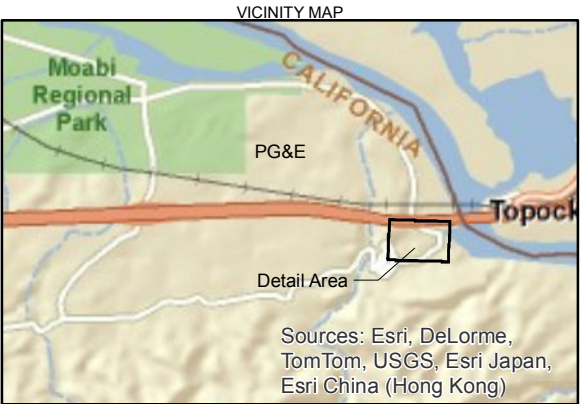 VICINITY MAP
Moabi
Regional
Park
CALIFORNIA
PG&E
Topock
Detail Area
Sources: Esri, DeLorme,
TomTom, USGS, Esri Japan,
Esri China (Hong Kong)